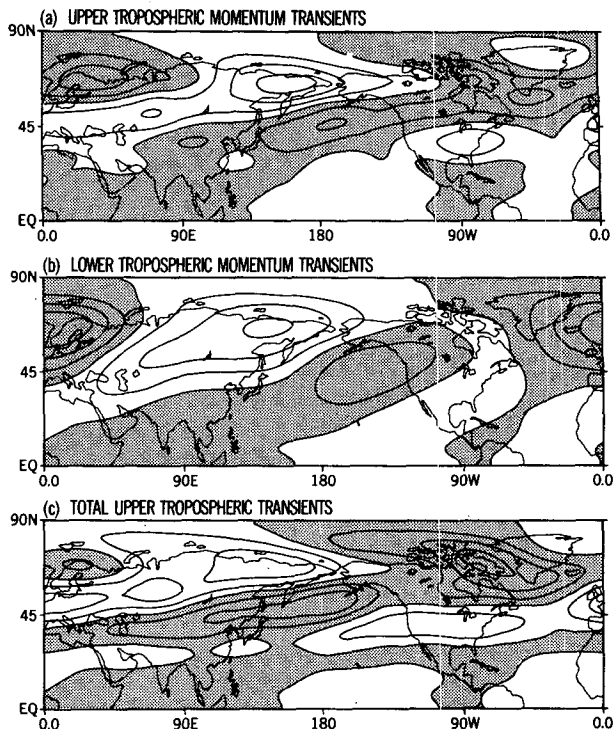 (a) UPPER TROPOSPHERIC MOMENTUM TRANSIENTS
90N
45
EQ
0.0 90E 180 90W 0.0
(b) LOWER TROPOSPHERIC MOMENTUM TRANSIENTS
90N
45
EQ
0.0 90E 180 90W 0.0
(c) TOTAL UPPER TROPOSPHERIC TRANSIENTS
90N
45
EQ
0.0 90E 180 90W 0.0